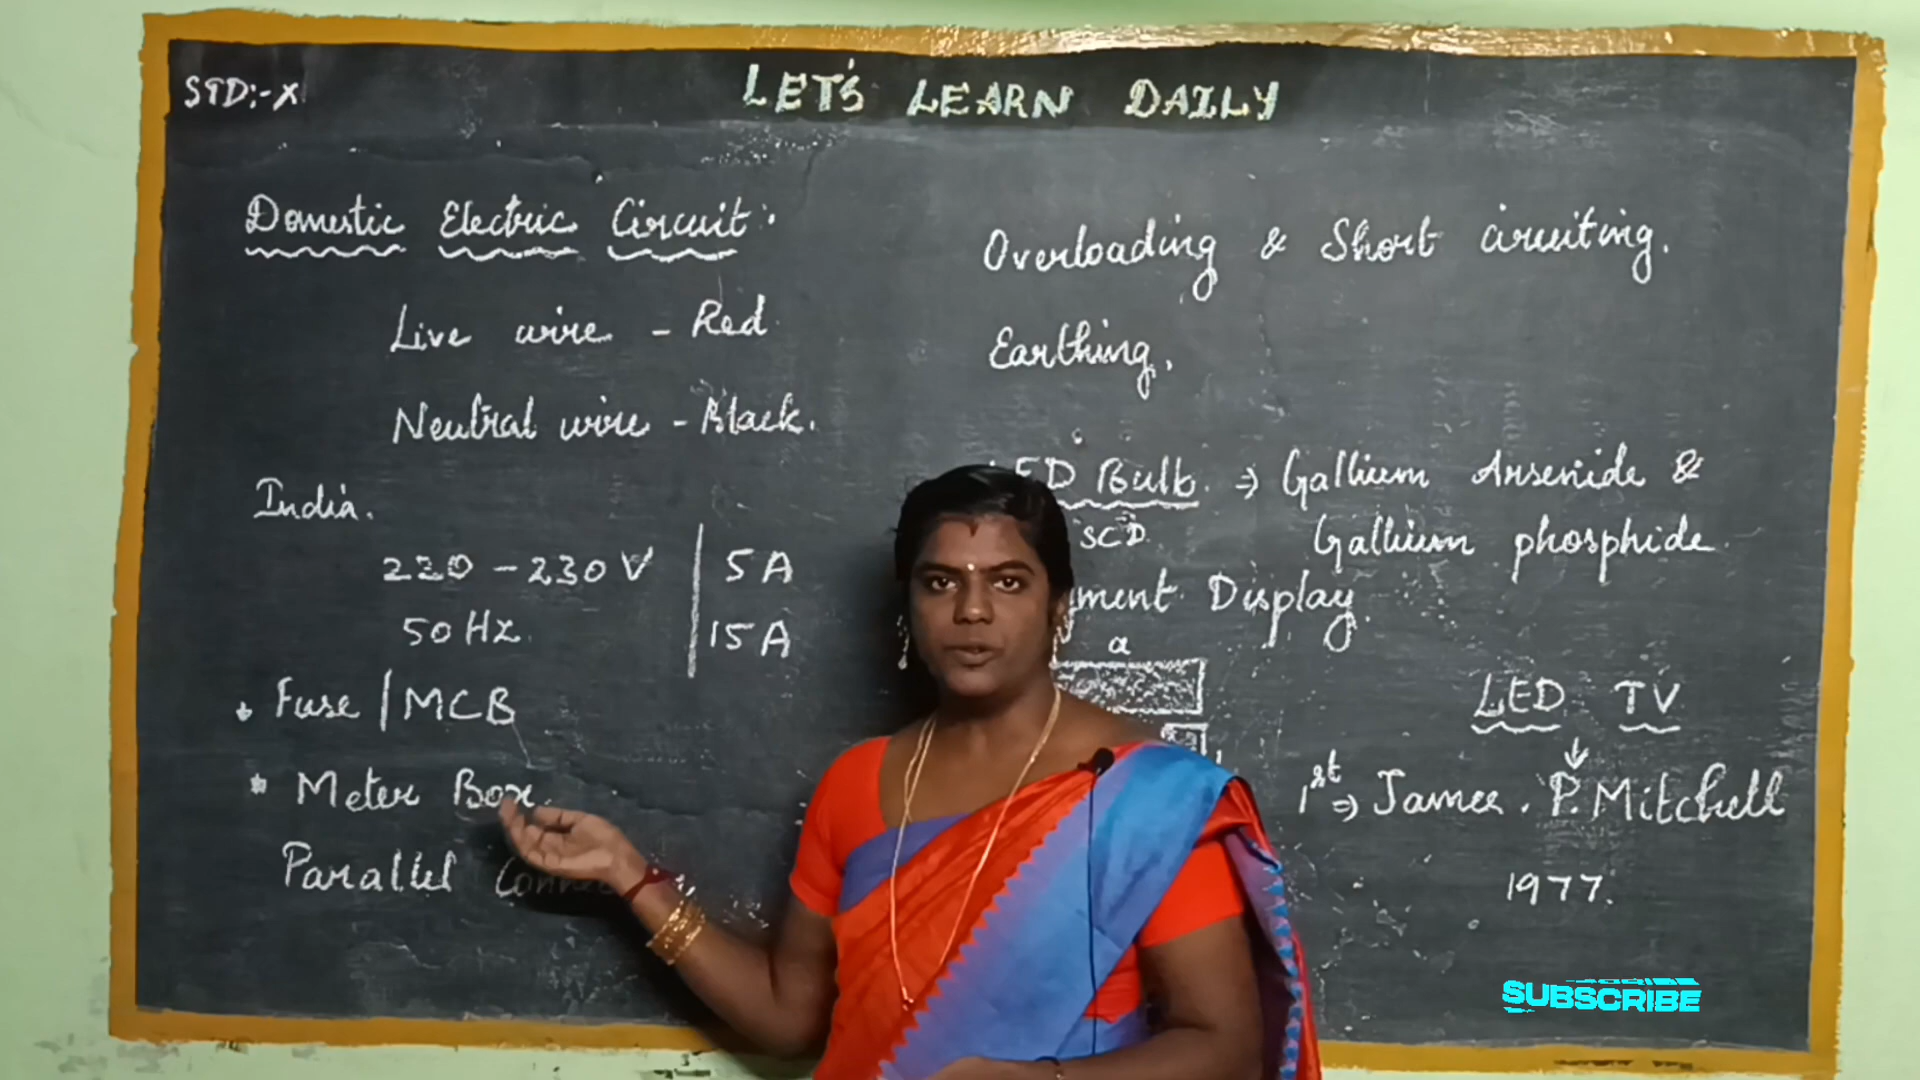 STD:- X
LET'S LEARN DAILY
Domestic Electric Circuit:
Live wire - Red
Neutral wire - Black.
India.
220 - 230 V | 5 A
50 Hz | 15 A
Fuse / MCB
* Meter Box.
Parallel
Overloading & Short circuiting.
Earthing.
Bulb. ⇒ Gallium Arsenide &
SCD Gallium phosphide.
Display.
a
LED TV
↓
1st ⇒ James. P. Mitchell
1977.
SUBSCRIBE